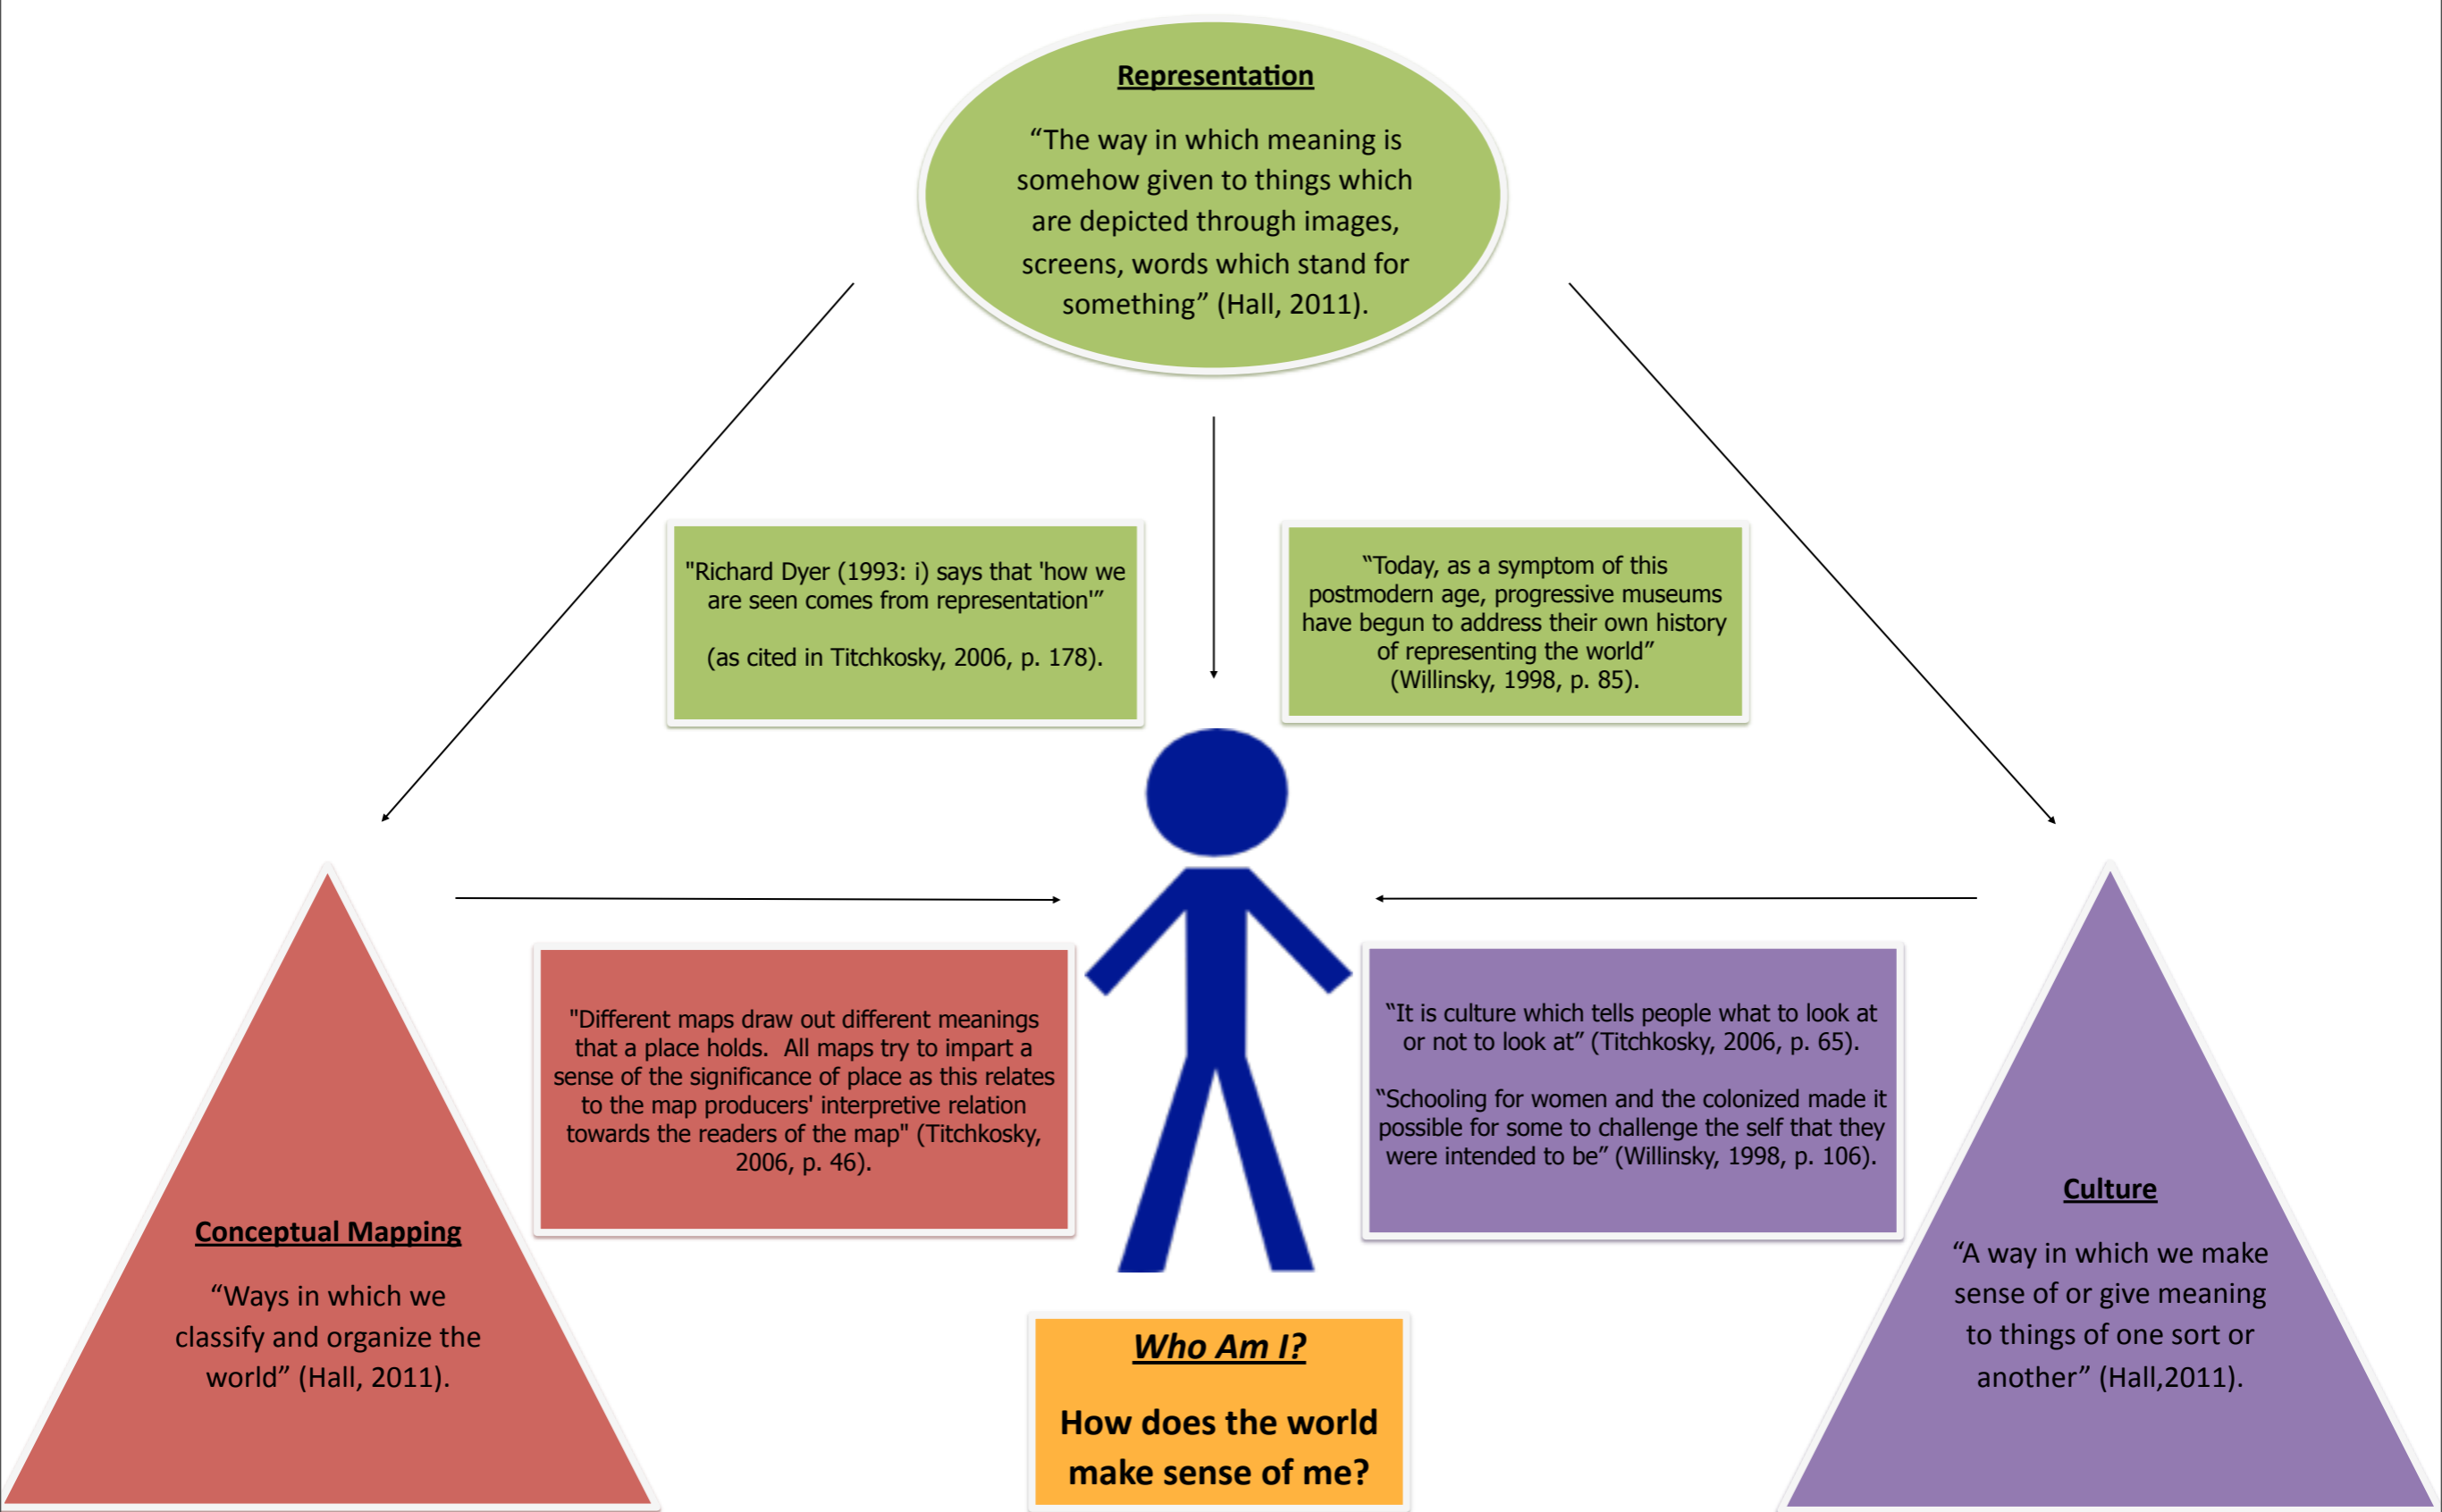 Representation
“The way in which meaning is
somehow given to things which
are depicted through images,
screens, words which stand for
something” (Hall, 2011).
"Richard Dyer (1993: i) says that 'how we
are seen comes from representation'”
(as cited in Titchkosky, 2006, p. 178).
“Today, as a symptom of this
postmodern age, progressive museums
have begun to address their own history
of representing the world”
(Willinsky, 1998, p. 85).
"Different maps draw out different meanings
that a place holds.  All maps try to impart a
sense of the significance of place as this relates
to the map producers' interpretive relation
towards the readers of the map" (Titchkosky,
2006, p. 46).
“It is culture which tells people what to look at
or not to look at” (Titchkosky, 2006, p. 65).
“Schooling for women and the colonized made it
possible for some to challenge the self that they
were intended to be” (Willinsky, 1998, p. 106).
Conceptual Mapping
“Ways in which we
classify and organize the
world” (Hall, 2011).
Who Am I?
How does the world
make sense of me?
Culture
“A way in which we make
sense of or give meaning
to things of one sort or
another” (Hall,2011).